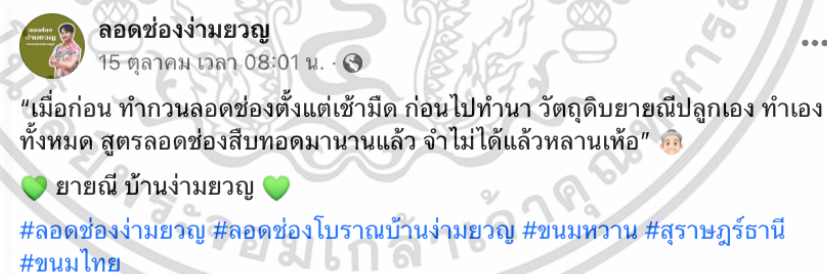 ลอดช่องง่ามยวญ
15 ตุลาคม เวลา 08:01 น. ·
“เมื่อก่อน ทำกวนลอดช่องตั้งแต่เช้ามืด ก่อนไปทำนา วัตถุดิบยายณีปลูกเอง ทำเอง
ทั้งหมด สูตรลอดช่องสืบทอดมานานแล้ว จำไม่ได้แล้วหลานเห้อ” 👵🏻
💚 ยายณี บ้านง่ามยวญ 💚
#ลอดช่องง่ามยวญ #ลอดช่องโบราณบ้านง่ามยวญ #ขนมหวาน #สุราษฎร์ธานี
#ขนมไทย